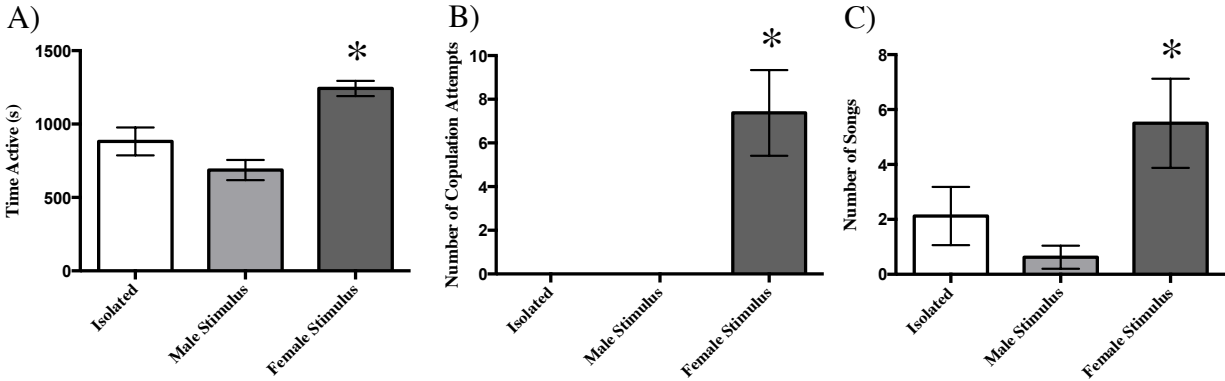 A)
Time Active (s)
1500
1000
500
0
*
Isolated
Male Stimulus
Female Stimulus
B)
Number of Copulation Attempts
10
8
6
4
2
0
*
Isolated
Male Stimulus
Female Stimulus
C)
Number of Songs
8
6
4
2
0
*
Isolated
Male Stimulus
Female Stimulus